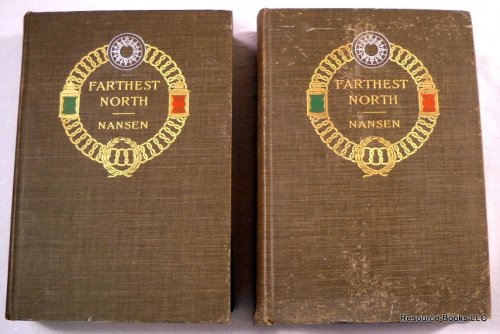 FARTHEST
NORTH
NANSEN
FARTHEST
NORTH
NANSEN
Resource Books, LLC